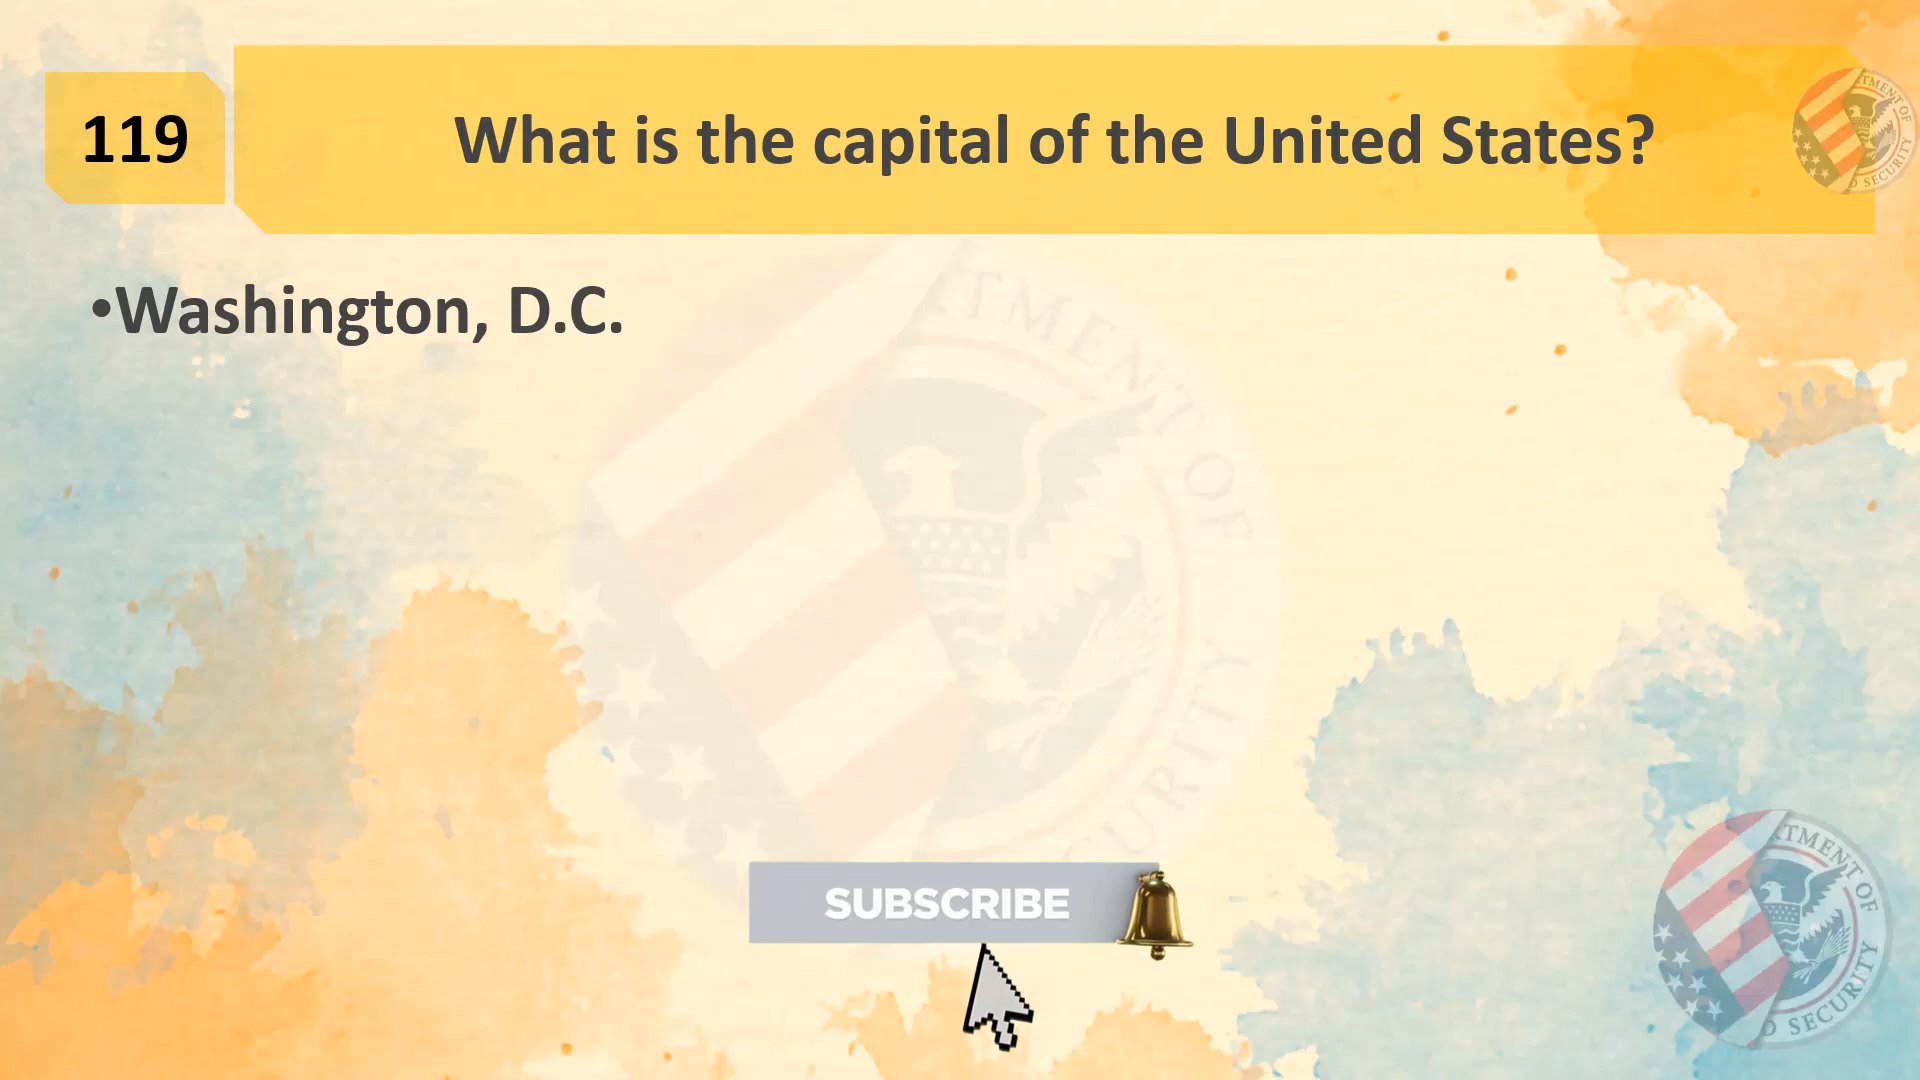 119
What is the capital of the United States?
•Washington, D.C.
SUBSCRIBE